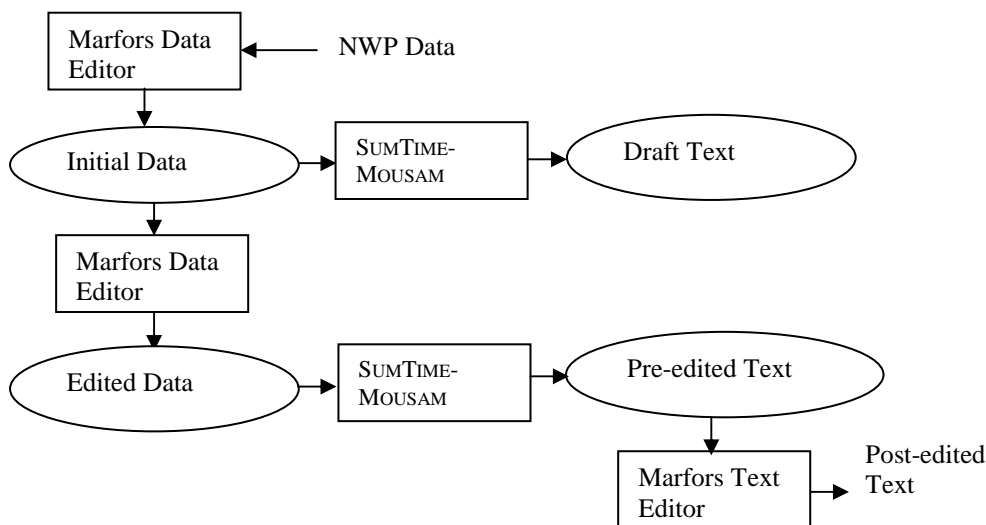 Marfors Data
Editor
NWP Data
Initial Data
SUMTIME-
MOUSAM
Draft Text
Marfors Data
Editor
Edited Data
SUMTIME-
MOUSAM
Pre-edited Text
Marfors Text
Editor
Post-edited
Text